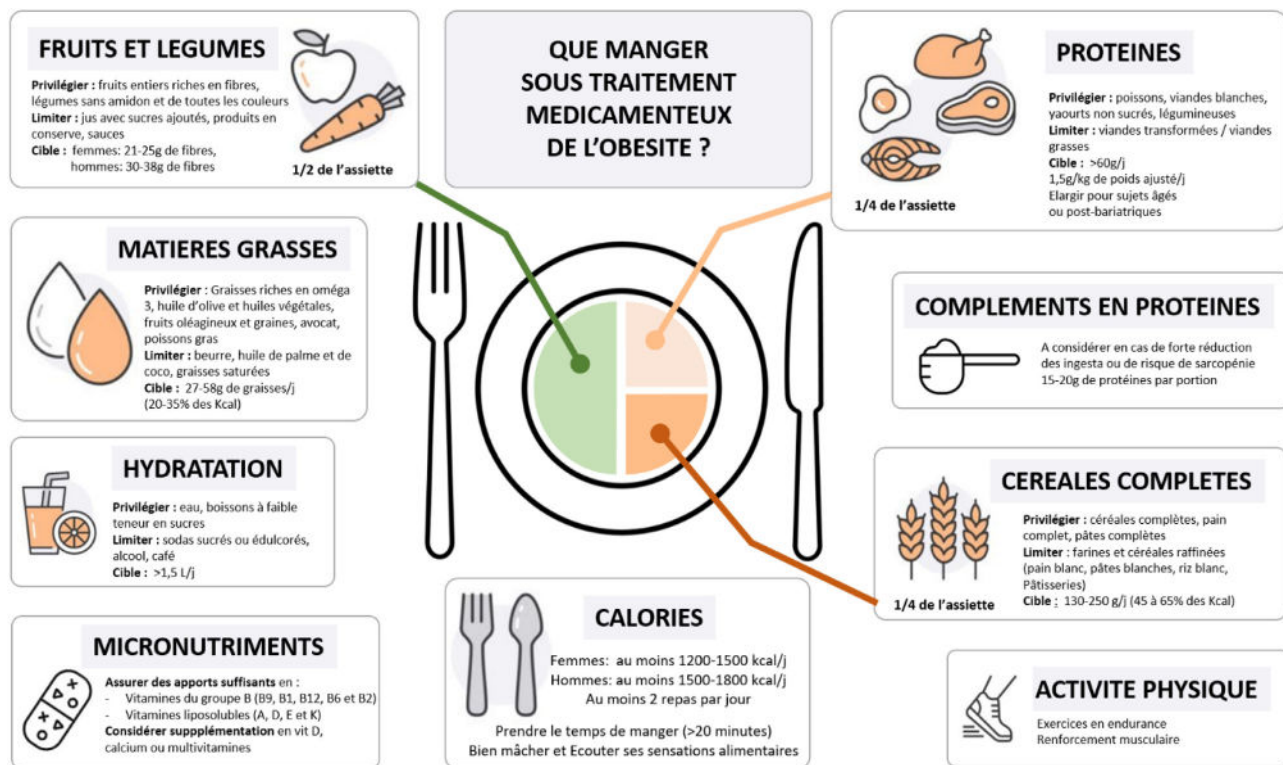 FRUITS ET LEGUMES
Privilégier : fruits entiers riches en fibres,
légumes sans amidon et de toutes les couleurs
Limiter : jus avec sucres ajoutés, produits en
conserve, sauces
Cible : femmes: 21-25g de fibres,
hommes: 30-38g de fibres
1/2 de l'assiette
QUE MANGER
SOUS TRAITEMENT
MEDICAMENTEUX
DE L'OBESITE ?
PROTEINES
Privilégier : poissons, viandes blanches,
yaourts non sucrés, légumineuses
Limiter : viandes transformées / viandes
grasses
Cible : >60g/j
1,5g/kg de poids ajusté/j
Elargir pour sujets âgés
ou post-bariatriques
1/4 de l'assiette
MATIERES GRASSES
Privilégier : Graisses riches en oméga
3, huile d'olive et huiles végétales,
fruits oléagineux et graines, avocat,
poissons gras
Limiter : beurre, huile de palme et de
coco, graisses saturées
Cible : 27-58g de graisses/j
(20-35% des Kcal)
COMPLEMENTS EN PROTEINES
A considérer en cas de forte réduction
des ingesta ou de risque de sarcopénie
15-20g de protéines par portion
HYDRATATION
Privilégier : eau, boissons à faible
teneur en sucres
Limiter : sodas sucrés ou édulcorés,
alcool, café
Cible : >1,5 L/j
CEREALES COMPLETES
Privilégier : céréales complètes, pain
complet, pâtes complètes
Limiter : farines et céréales raffinées
(pain blanc, pâtes blanches, riz blanc,
Pâtisseries)
Cible : 130-250 g/j (45 à 65% des Kcal)
1/4 de l'assiette
MICRONUTRIMENTS
Assurer des apports suffisants en :
- Vitamines du groupe B (B9, B1, B12, B6 et B2)
- Vitamines liposolubles (A, D, E et K)
Considérer suppplémentation en vit D,
calcium ou multivitamines
CALORIES
Femmes: au moins 1200-1500 kcal/j
Hommes: au moins 1500-1800 kcal/j
Au moins 2 repas par jour
Prendre le temps de manger (>20 minutes)
Bien mâcher et Ecouter ses sensations alimentaires
ACTIVITE PHYSIQUE
Exercices en endurance
Renforcement musculaire